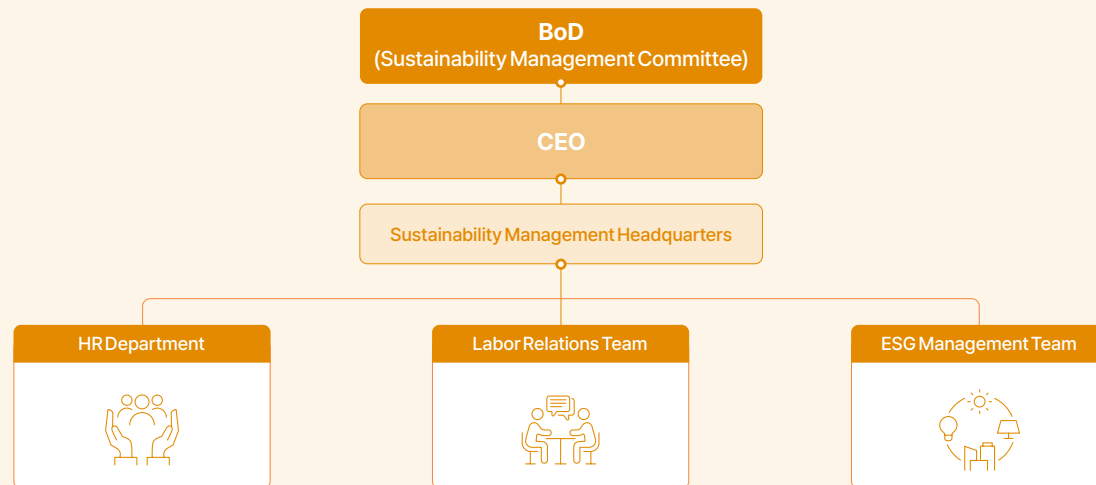 BoD
(Sustainability Management Committee)
CEO
Sustainability Management Headquarters
HR Department
Labor Relations Team
ESG Management Team